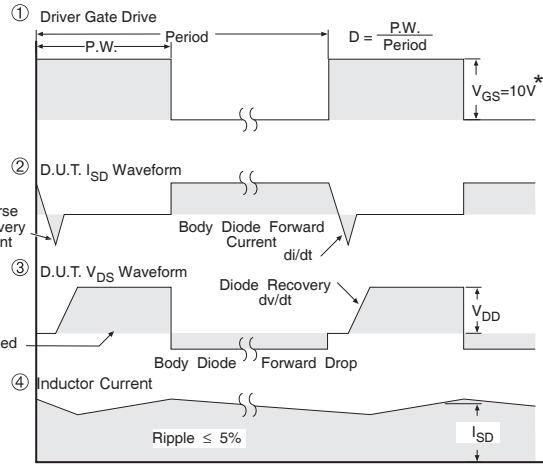 ① Driver Gate Drive
P.W.
Period
D = P.W.
Period
V_GS=10V*
② D.U.T. I_SD Waveform
Body Diode Forward
Current
di/dt
③ D.U.T. V_DS Waveform
Diode Recovery
dv/dt
V_DD
Body Diode Forward Drop
④ Inductor Current
Ripple ≤ 5%
I_SD